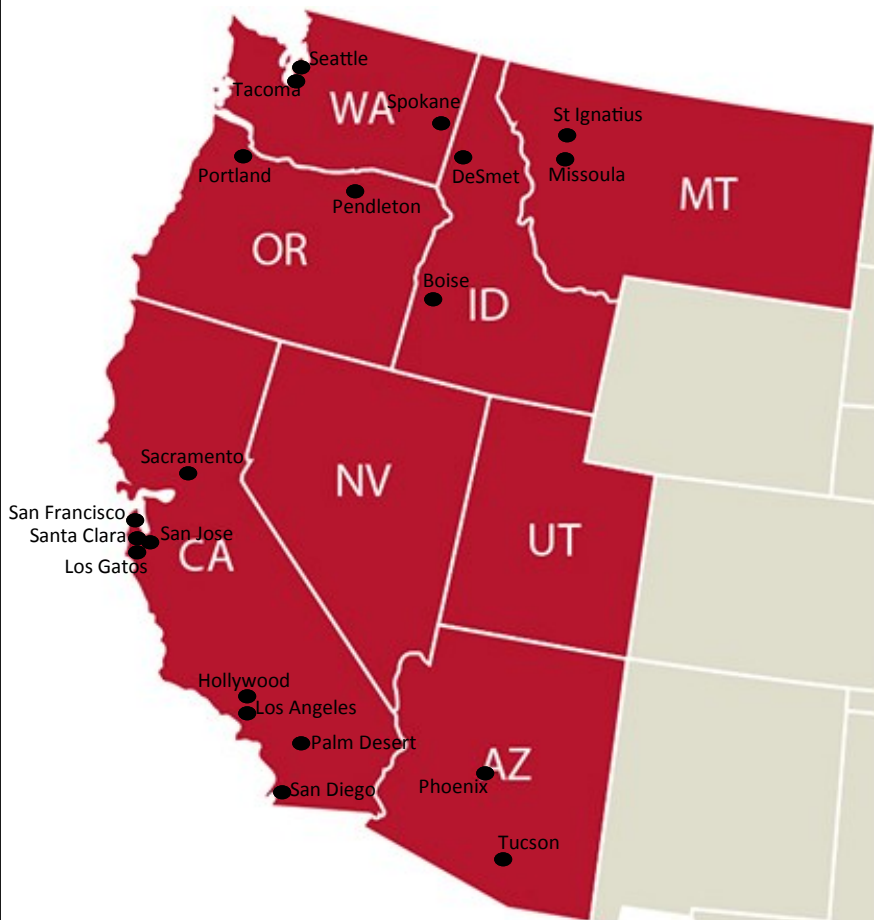 Seattle
Tacoma
WA
Spokane
St Ignatius
Portland
DeSmet
Missoula
MT
Pendleton
OR
Boise
ID
Sacramento
NV
San Francisco
Santa Clara
San Jose
CA
UT
Los Gatos
Hollywood
Los Angeles
Palm Desert
AZ
Phoenix
San Diego
Tucson